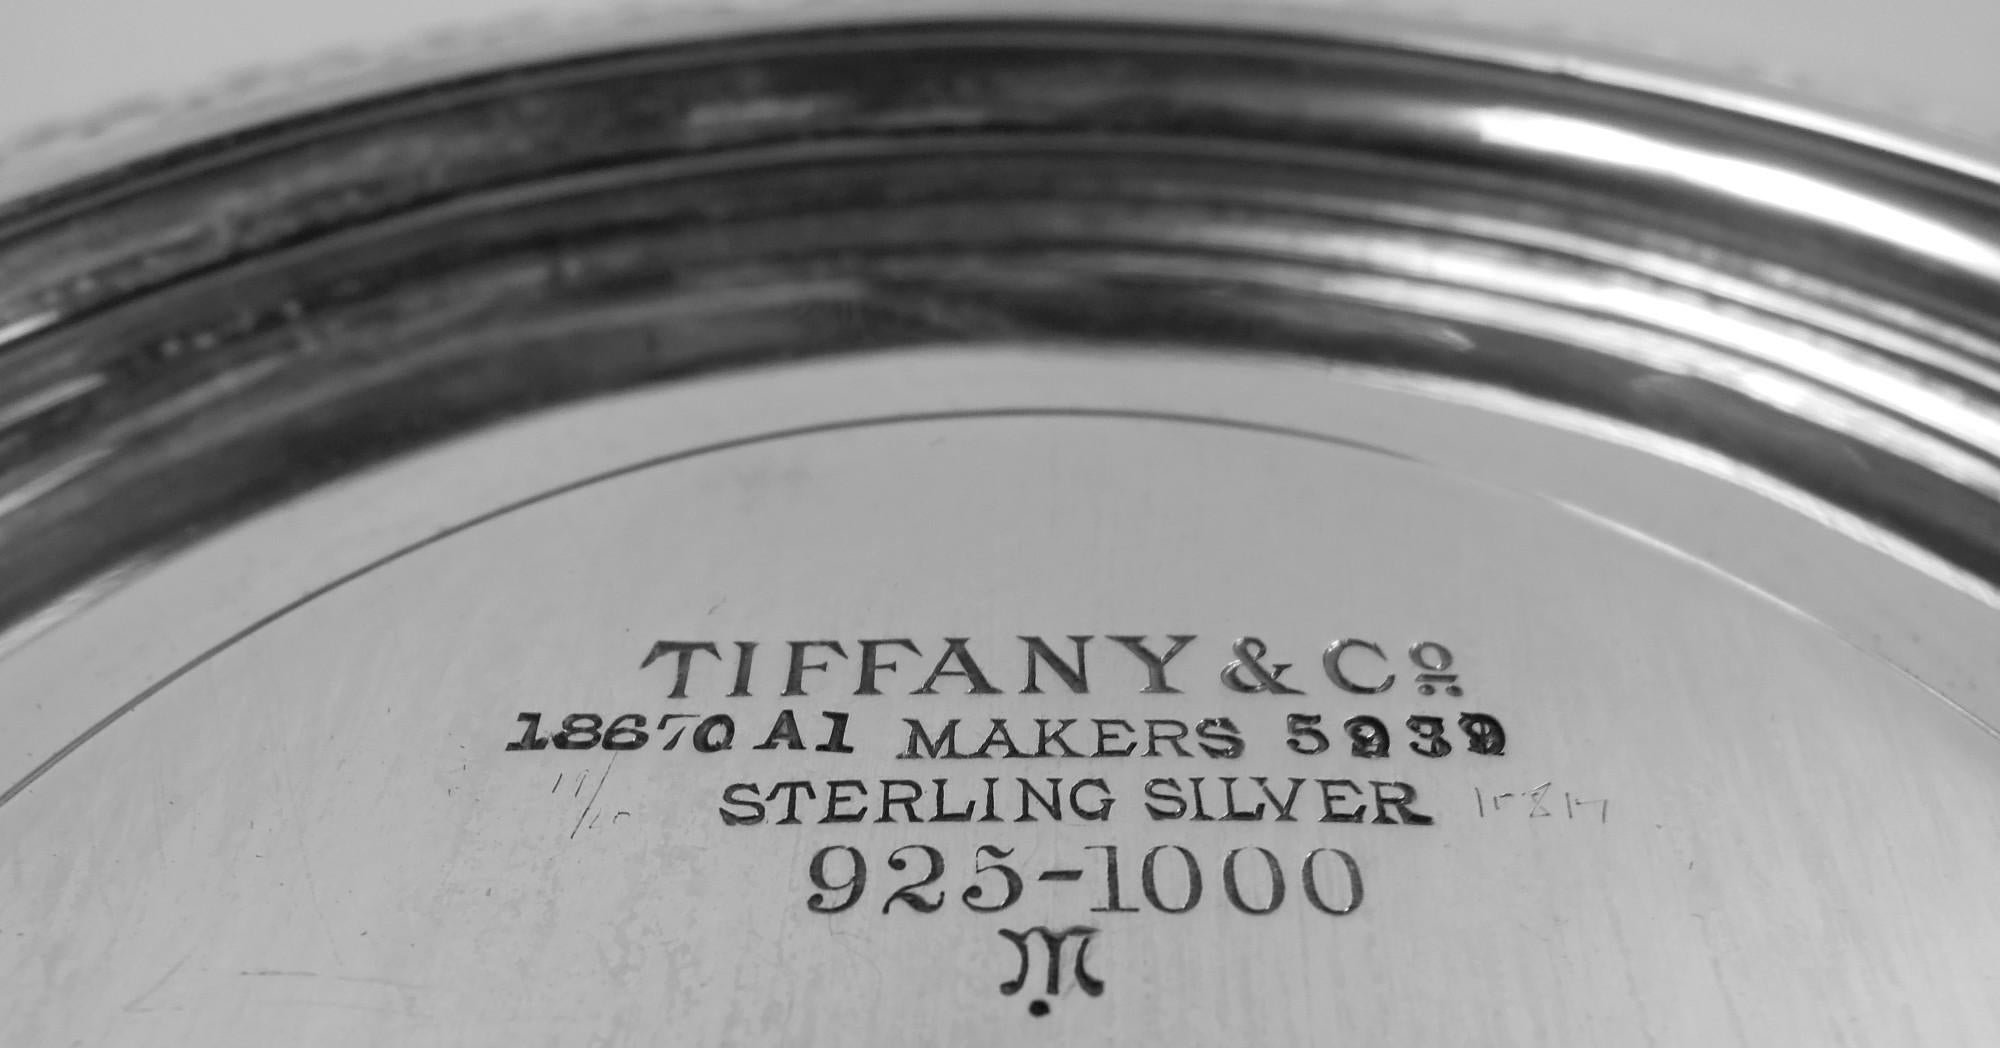 TIFFANY & Co.
18670 A1 MAKERS 5939
STERLING SILVER
925-1000
M